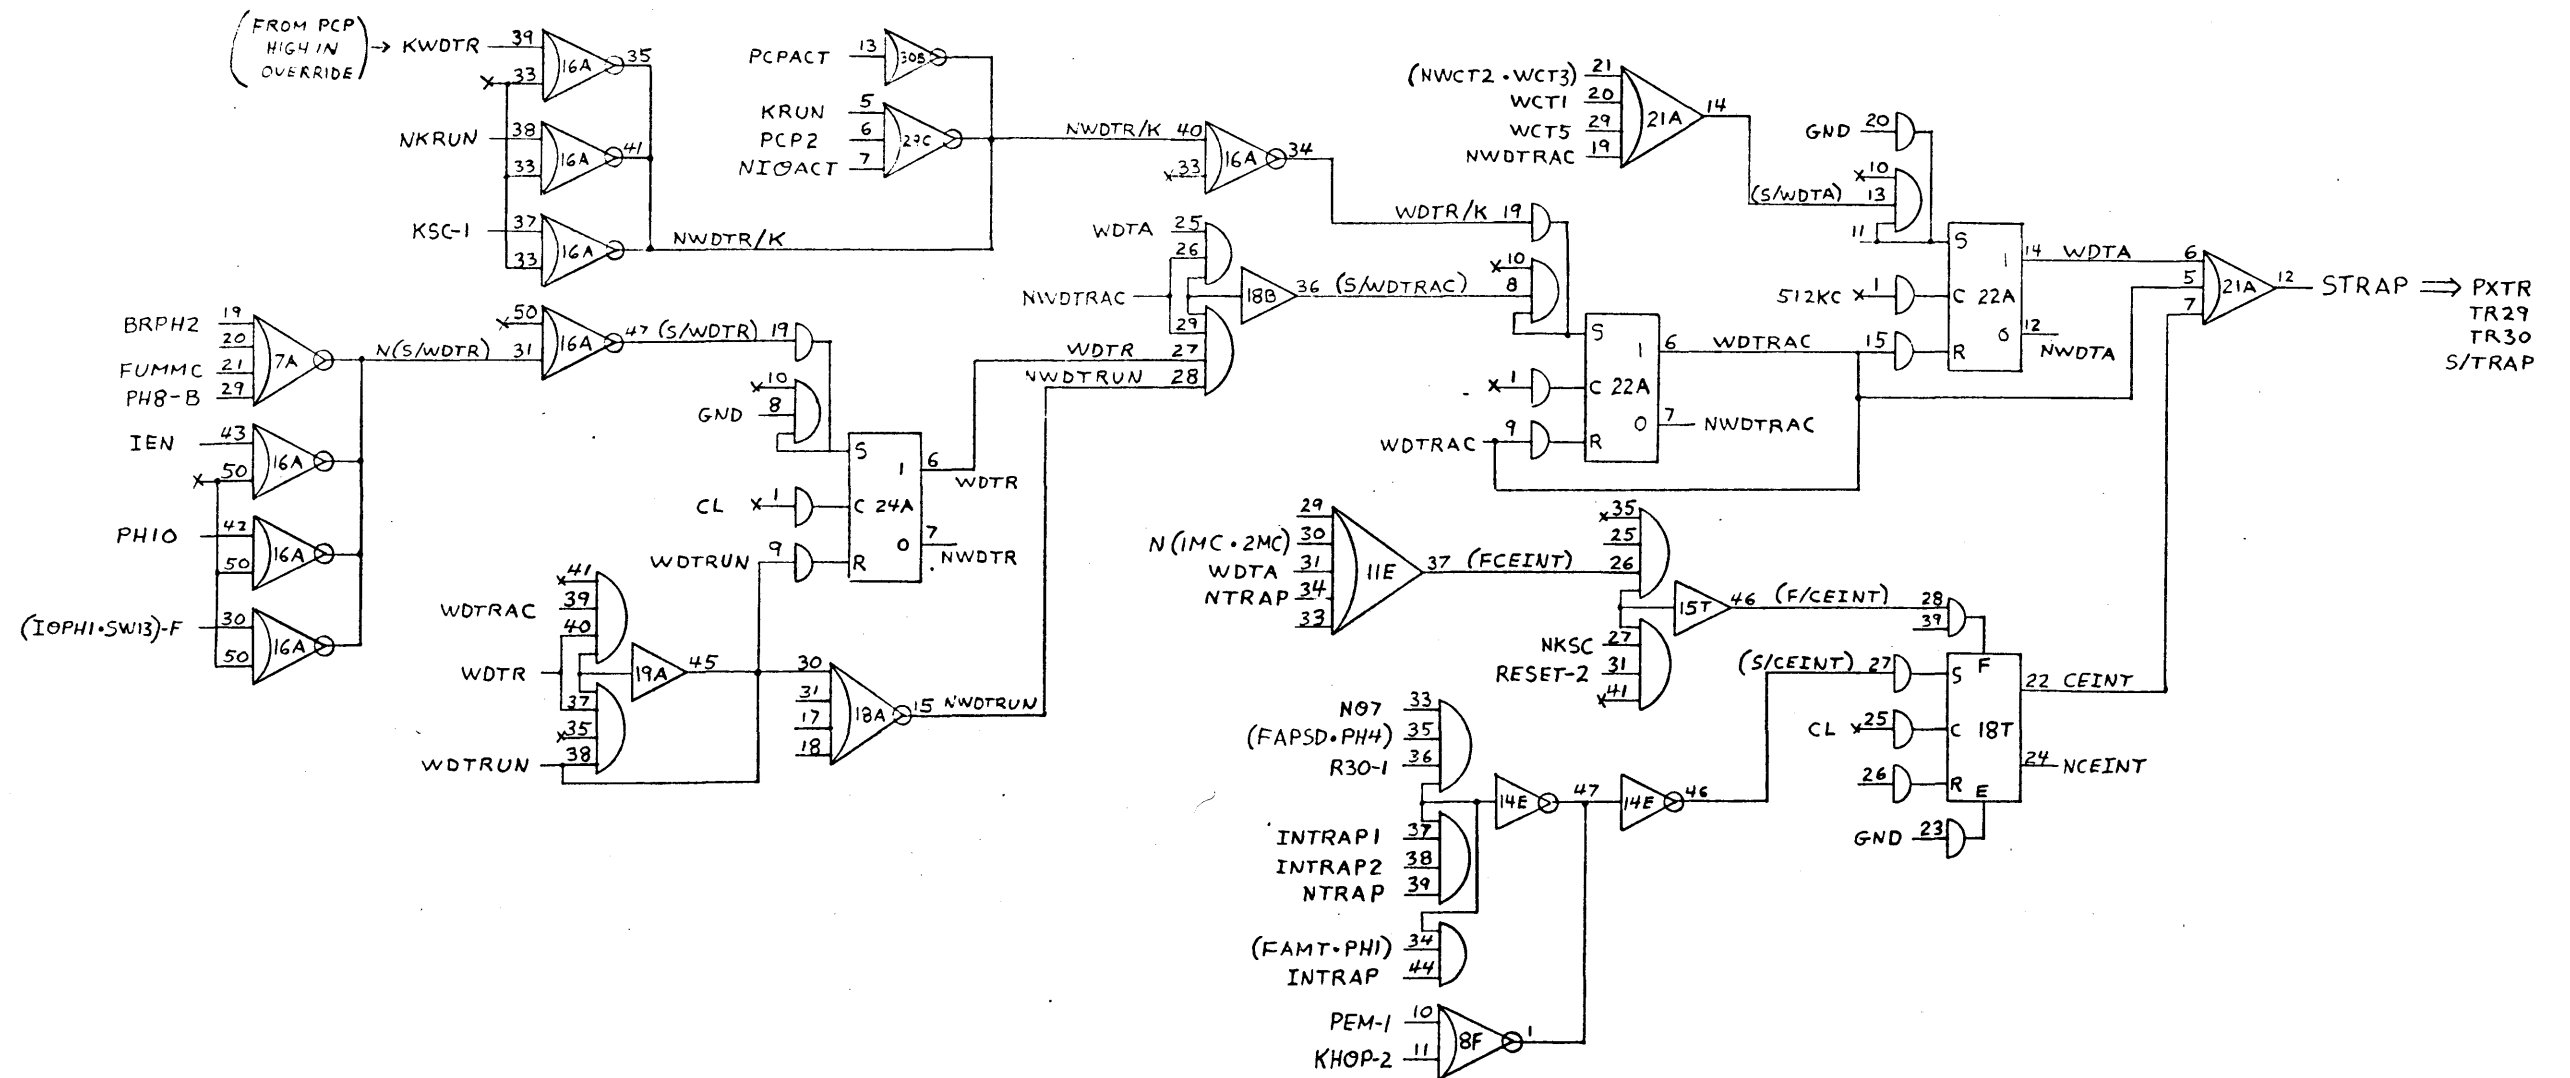 (FROM PCP
HIGH IN
OVERRIDE)
→ KWDTR 39
33
16A 35
NKRUN 38
33
16A 41
KSC-1 37
33
16A
NWDTR/K
PCPACT 13
KRUN 5
PCP2 6
NIØACT 7
NWDTR/K 40
33
16A 34
WDTR/K 19
BRPH2 19
20
FUMMC 21
PH8-B 29
7A
N(S/WDTR)
50
31
16A
47 (S/WDTR) 19
10
GND 8
S
1 6
WDTR
CL 1
C 24A
0 7
NWDTR
WDTRUN 9
R
IEN 43
50
16A
PH10 42
50
16A
(IØPH1·SW13)-F 30
50
16A
41
WDTRAC 39
40
WDTR
37
35
WDTRUN 38
19A 45
30
31
17
18
18A
15 NWDTRUN
WDTA 25
26
NWDTRAC
29
WDTR 27
NWDTRUN 28
18B
36 (S/WDTRAC)
10
8
S
1 6
WDTRAC 15
1
C 22A
0 7
NWDTRAC
WDTRAC 9
R
(NWCT2·WCT3) 21
WCT1 20
WCT5 29
NWDTRAC 19
21A 14
GND 20
10
(S/WDTA) 13
11
S
1
14 WDTA 6
5
7
21A
12 STRAP ⇒ PXTR
TR29
TR30
S/TRAP
512KC 1
C 22A
0 12
NWDTA
R
29
N(1MC·2MC) 30
WDTA 31
NTRAP 34
33
11E
37 (FCEINT)
35
25
26
NKSC 27
RESET-2 31
41
15T
46 (F/CEINT) 28
39
(S/CEINT) 27
F
S
22 CEINT
CL 25
C 18T
24 NCEINT
26
R
E
GND 23
NØ7 33
(FAPSD·PH4) 35
R30-1 36
14E 47
14E 46
INTRAP1 37
INTRAP2 38
NTRAP 39
(FAMT·PH1) 34
INTRAP 44
PEM-1 10
KHØP-2 11
8F 1